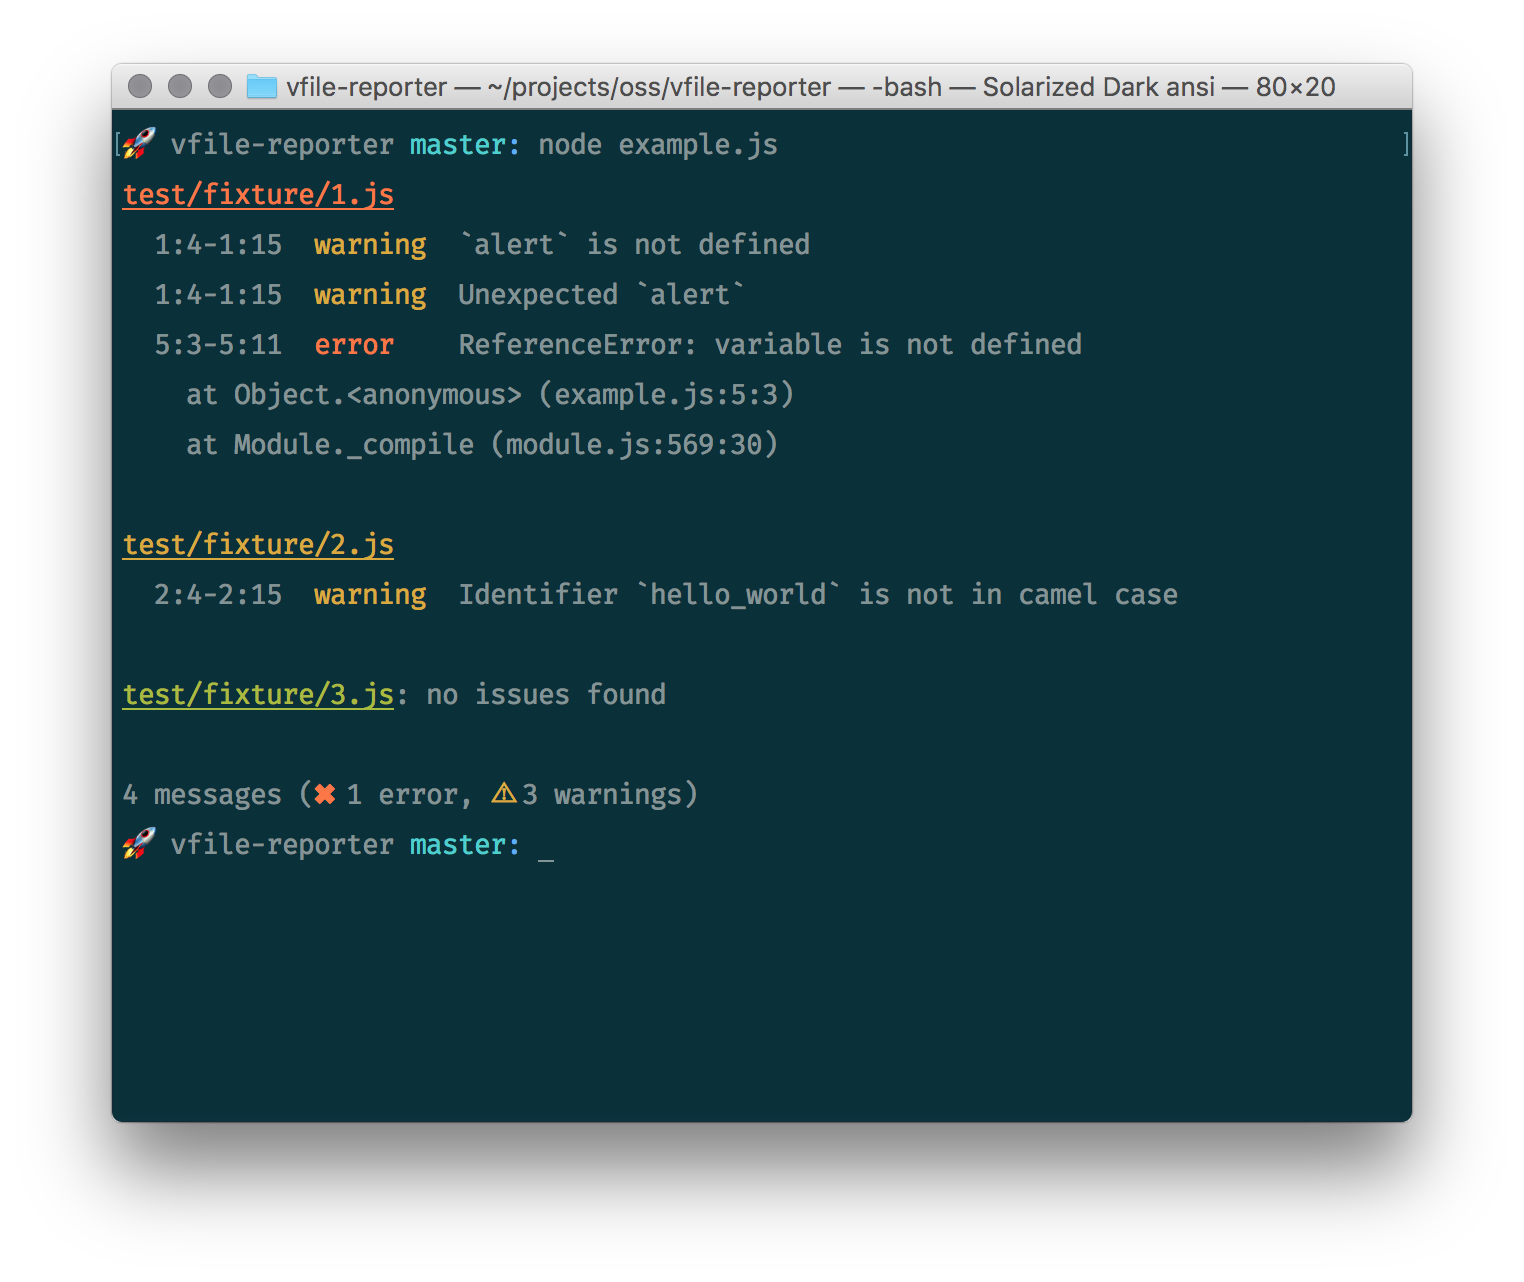 vfile-reporter — ~/projects/oss/vfile-reporter — -bash — Solarized Dark ansi — 80×20
[🚀 vfile-reporter master: node example.js ]
test/fixture/1.js
  1:4-1:15  warning  `alert` is not defined
  1:4-1:15  warning  Unexpected `alert`
  5:3-5:11  error    ReferenceError: variable is not defined
    at Object.<anonymous> (example.js:5:3)
    at Module._compile (module.js:569:30)
test/fixture/2.js
  2:4-2:15  warning  Identifier `hello_world` is not in camel case
test/fixture/3.js: no issues found
4 messages (✖ 1 error, ⚠ 3 warnings)
🚀 vfile-reporter master: _